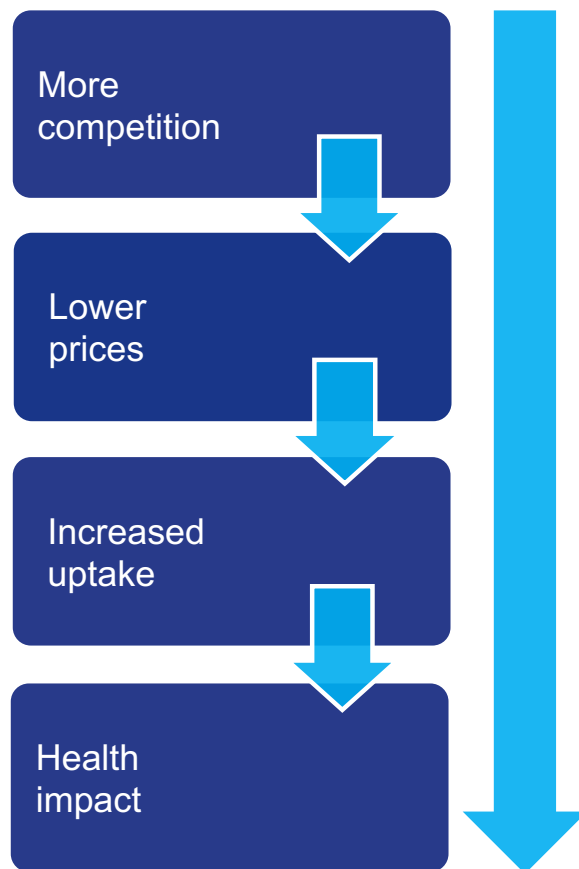 More
competition
Lower
prices
Increased
uptake
Health
impact